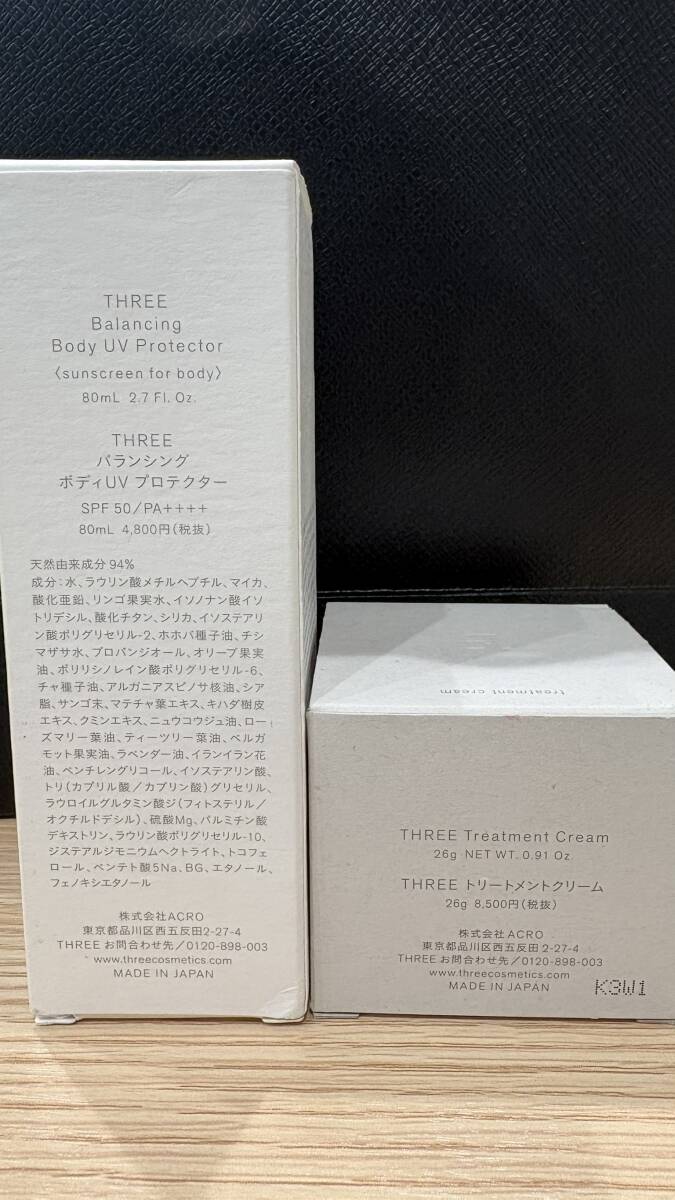 THREE
Balancing
Body UV Protector
〈sunscreen for body〉
80mL 2.7 Fl. Oz.
THREE
バランシング
ボディUV プロテクター
SPF 50/PA++++
80mL 4,800円(税抜)
天然由来成分 94%
成分:水、ラウリン酸メチルヘプチル、マイカ、
酸化亜鉛、リンゴ果実水、イソノナン酸イソ
トリデシル、酸化チタン、シリカ、イソステアリ
ン酸ポリグリセリル-2、ホホバ種子油、チシ
マザサ水、プロパンジオール、オリーブ果実
油、ポリリシノレイン酸ポリグリセリル-6、
チャ種子油、アルガニアスピノサ核油、シア
脂、サンゴ末、マテチャ葉エキス、キハダ樹皮
エキス、クミンエキス、ニュウコウジュ油、ロー
ズマリー葉油、ティーツリー葉油、ベルガ
モット果実油、ラベンダー油、イランイラン花
油、ペンチレングリコール、イソステアリン酸、
トリ(カプリル酸/カプリン酸)グリセリル、
ラウロイルグルタミン酸ジ(フィトステリル/
オクチルドデシル)、硫酸Mg、パルミチン酸
デキストリン、ラウリン酸ポリグリセリル-10、
ジステアルジモニウムヘクトライト、トコフェ
ロール、ペンテト酸5Na、BG、エタノール、
フェノキシエタノール
株式会社ACRO
東京都品川区西五反田2-27-4
THREE お問合わせ先/0120-898-003
www.threecosmetics.com
MADE IN JAPAN
treatment cream
THREE Treatment Cream
26g NET WT. 0.91 Oz.
THREE トリートメントクリーム
26g 8,500円(税抜)
株式会社ACRO
東京都品川区西五反田2-27-4
THREE お問合わせ先/0120-898-003
www.threecosmetics.com
MADE IN JAPAN
K3W1